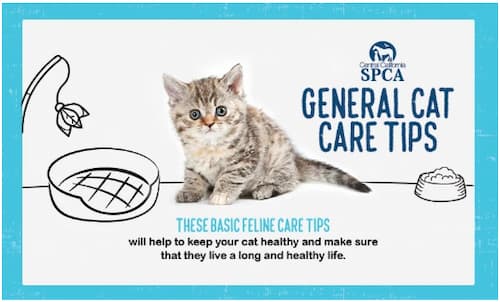 Central California
SPCA
GENERAL CAT
CARE TIPS
THESE BASIC FELINE CARE TIPS
will help to keep your cat healthy and make sure
that they live a long and healthy life.